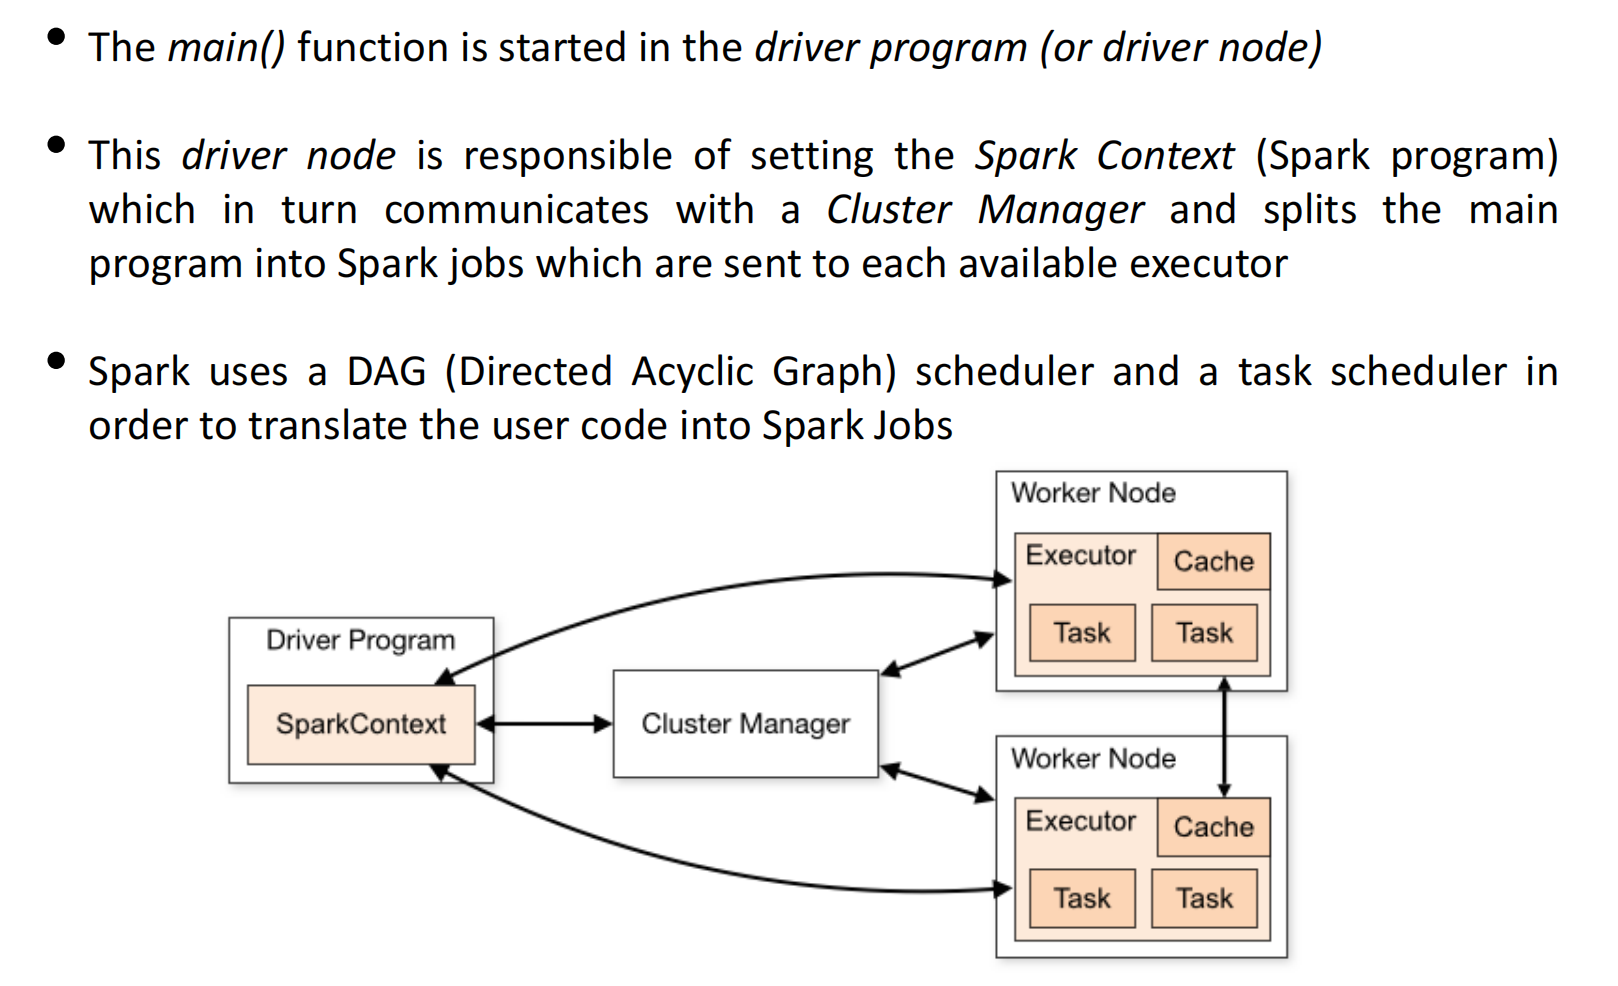 • The main() function is started in the driver program (or driver node)
• This driver node is responsible of setting the Spark Context (Spark program)
which in turn communicates with a Cluster Manager and splits the main
program into Spark jobs which are sent to each available executor
• Spark uses a DAG (Directed Acyclic Graph) scheduler and a task scheduler in
order to translate the user code into Spark Jobs
Driver Program
SparkContext
Cluster Manager
Worker Node
Executor
Cache
Task
Task
Worker Node
Executor
Cache
Task
Task